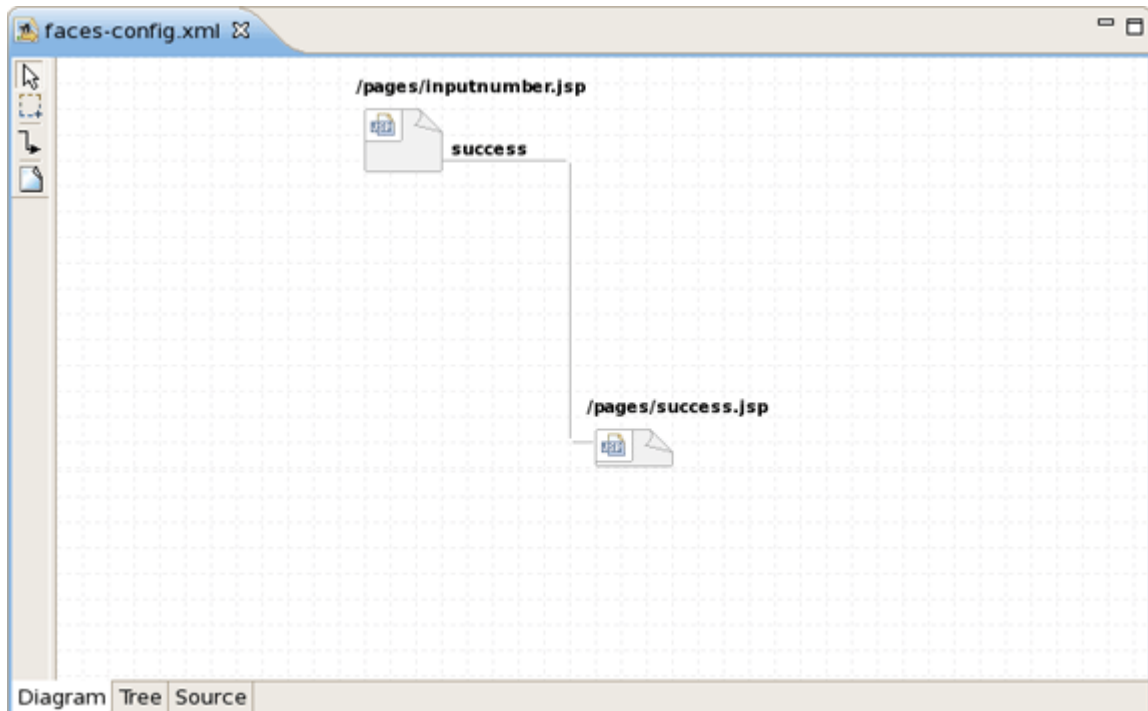 faces-config.xml
/pages/inputnumber.jsp
success
/pages/success.jsp
Diagram Tree Source